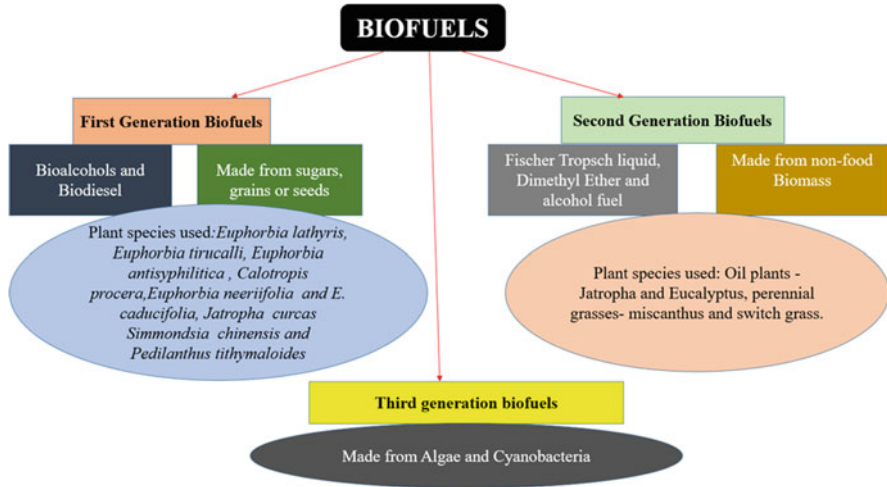 BIOFUELS
First Generation Biofuels
Bioalcohols and
Biodiesel
Made from sugars,
grains or seeds
Plant species used:Euphorbia lathyris,
Euphorbia tirucalli, Euphorbia
antisyphilitica , Calotropis
procera,Euphorbia neeriifolia and E.
caducifolia, Jatropha curcas
Simmondsia chinensis and
Pedilanthus tithymaloides
Second Generation Biofuels
Fischer Tropsch liquid,
Dimethyl Ether and
alcohol fuel
Made from non-food
Biomass
Plant species used: Oil plants -
Jatropha and Eucalyptus, perennial
grasses- miscanthus and switch grass.
Third generation biofuels
Made from Algae and Cyanobacteria